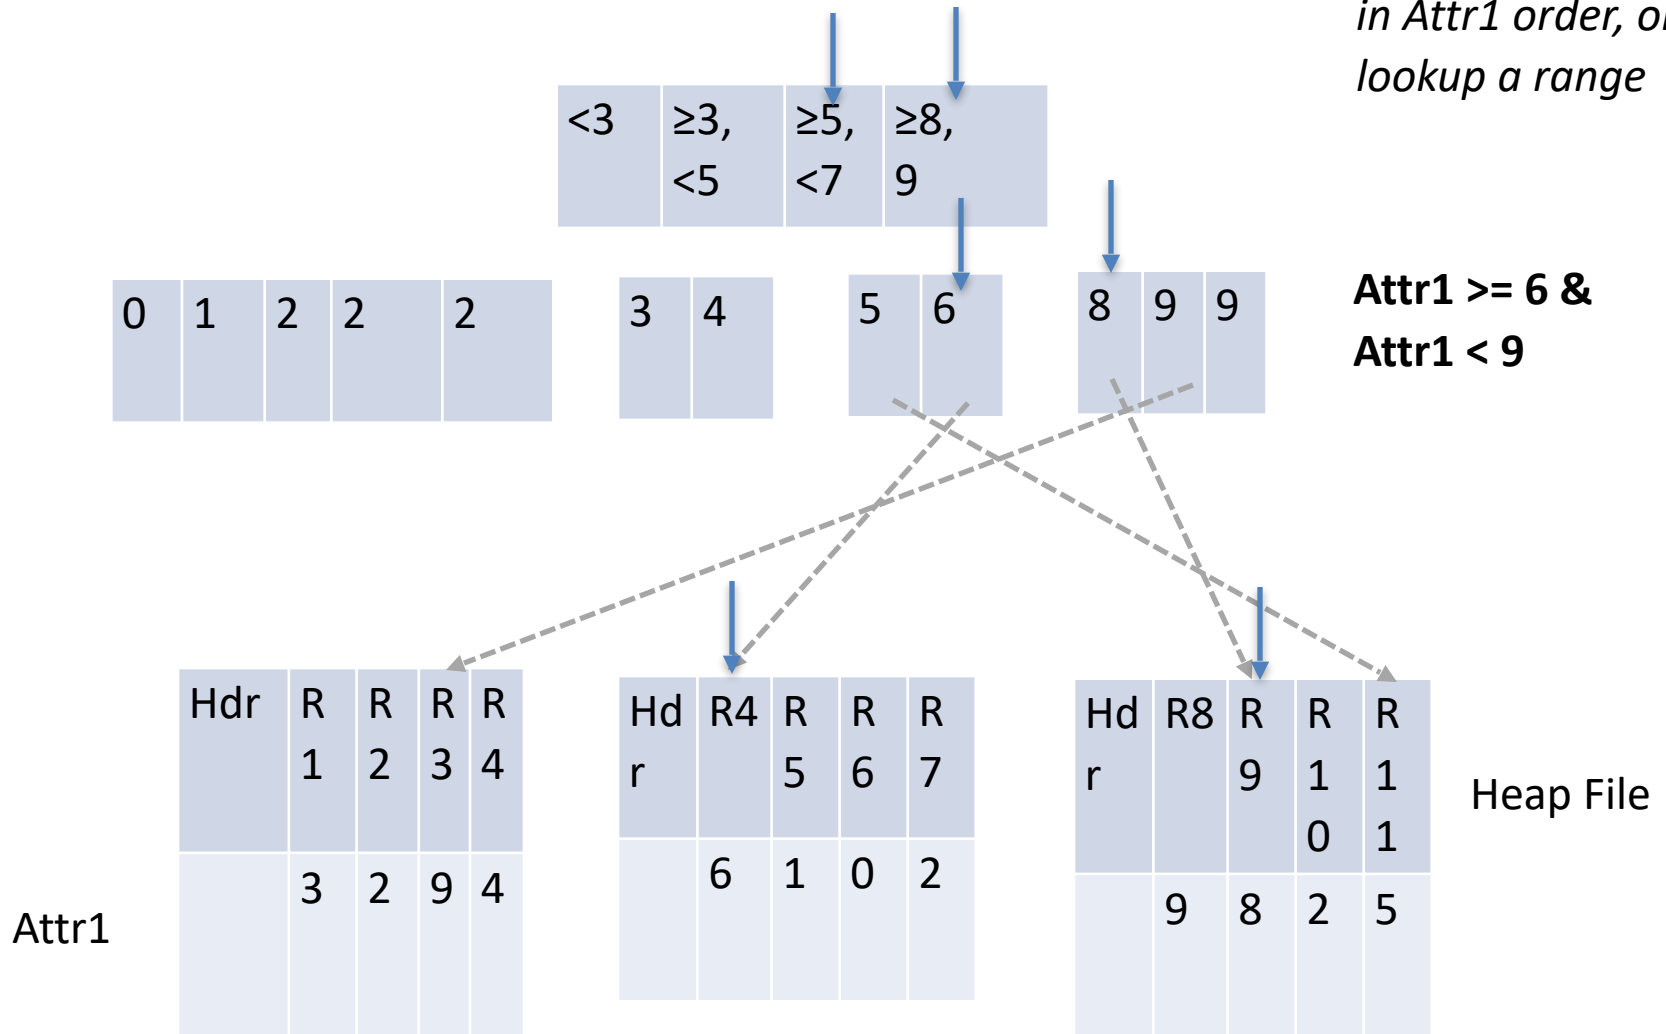 in Attr1 order, or
lookup a range
<3 ≥3, ≥5, ≥8,
<5 <7 9
0 1 2 2 2 3 4 5 6 8 9 9
Attr1 >= 6 &
Attr1 < 9
Hdr R R R R
1 2 3 4
3 2 9 4
Hd R4 R R R
r 5 6 7
6 1 0 2
Hd R8 R R R
r 9 1 1
0 1
9 8 2 5
Heap File
Attr1